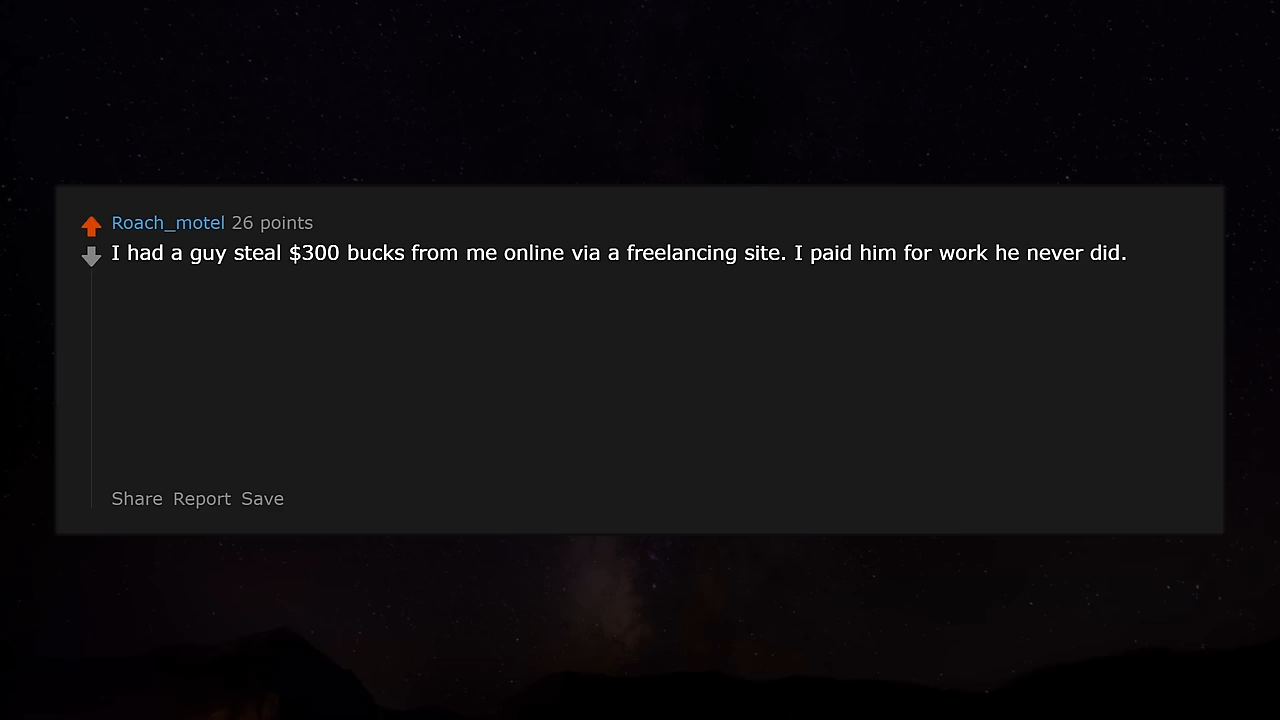 Roach_motel 26 points
I had a guy steal $300 bucks from me online via a freelancing site. I paid him for work he never did.
Share Report Save